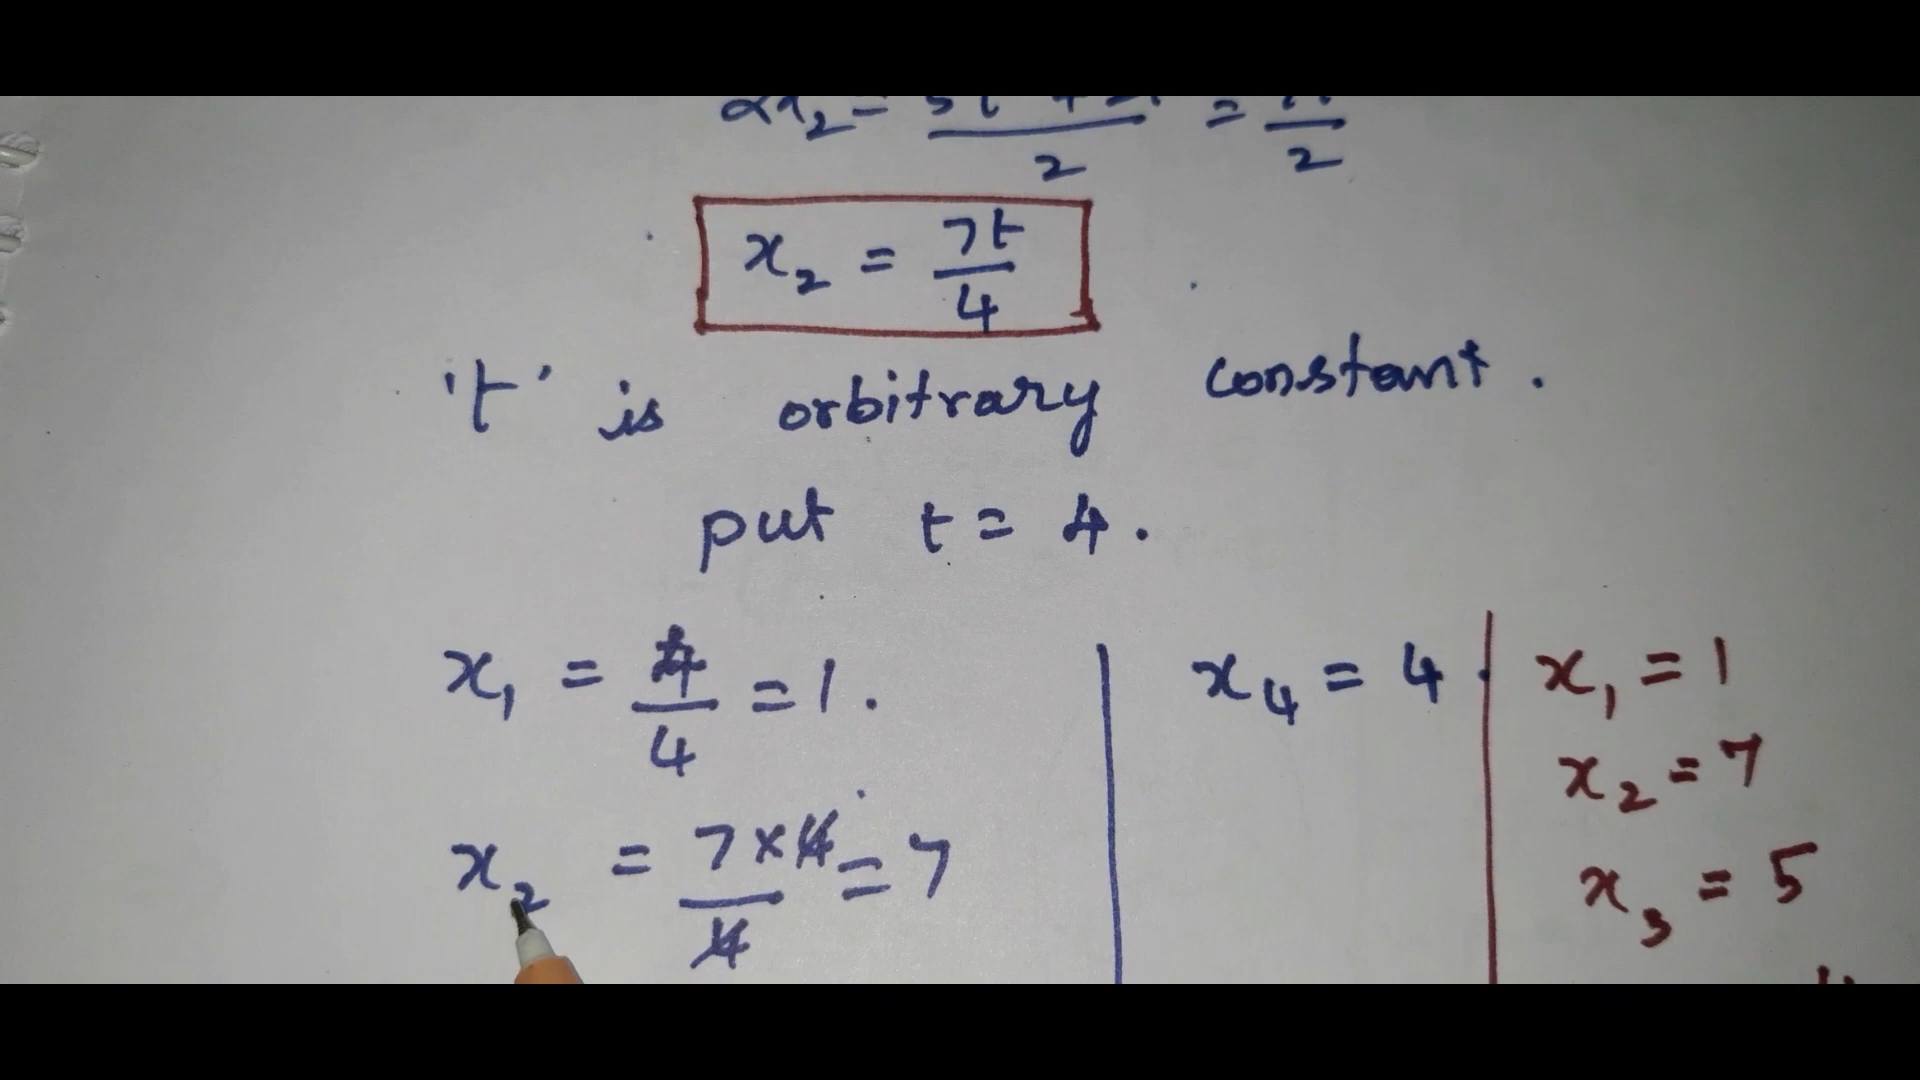 x₂ = 7t/4
't' is orbitrary constant.
put t = 4.
x₁ = 4/4 = 1.
x₂ = 7×4/4 = 7
x₄ = 4.
x₁ = 1
x₂ = 7
x₃ = 5